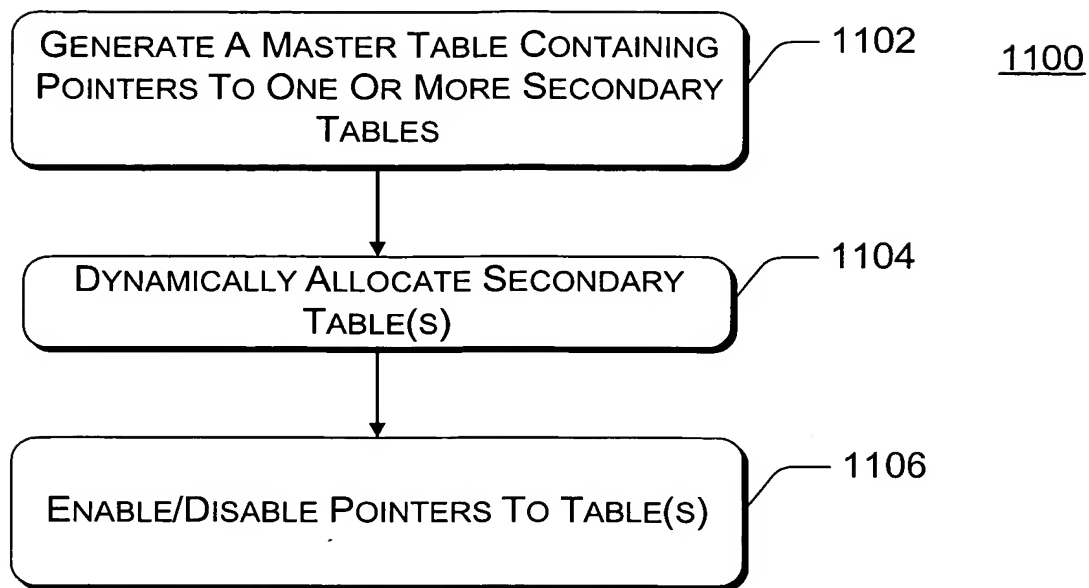 GENERATE A MASTER TABLE CONTAINING
POINTERS TO ONE OR MORE SECONDARY
TABLES
1102
1100
DYNAMICALLY ALLOCATE SECONDARY
TABLE(S)
1104
ENABLE/DISABLE POINTERS TO TABLE(S)
1106